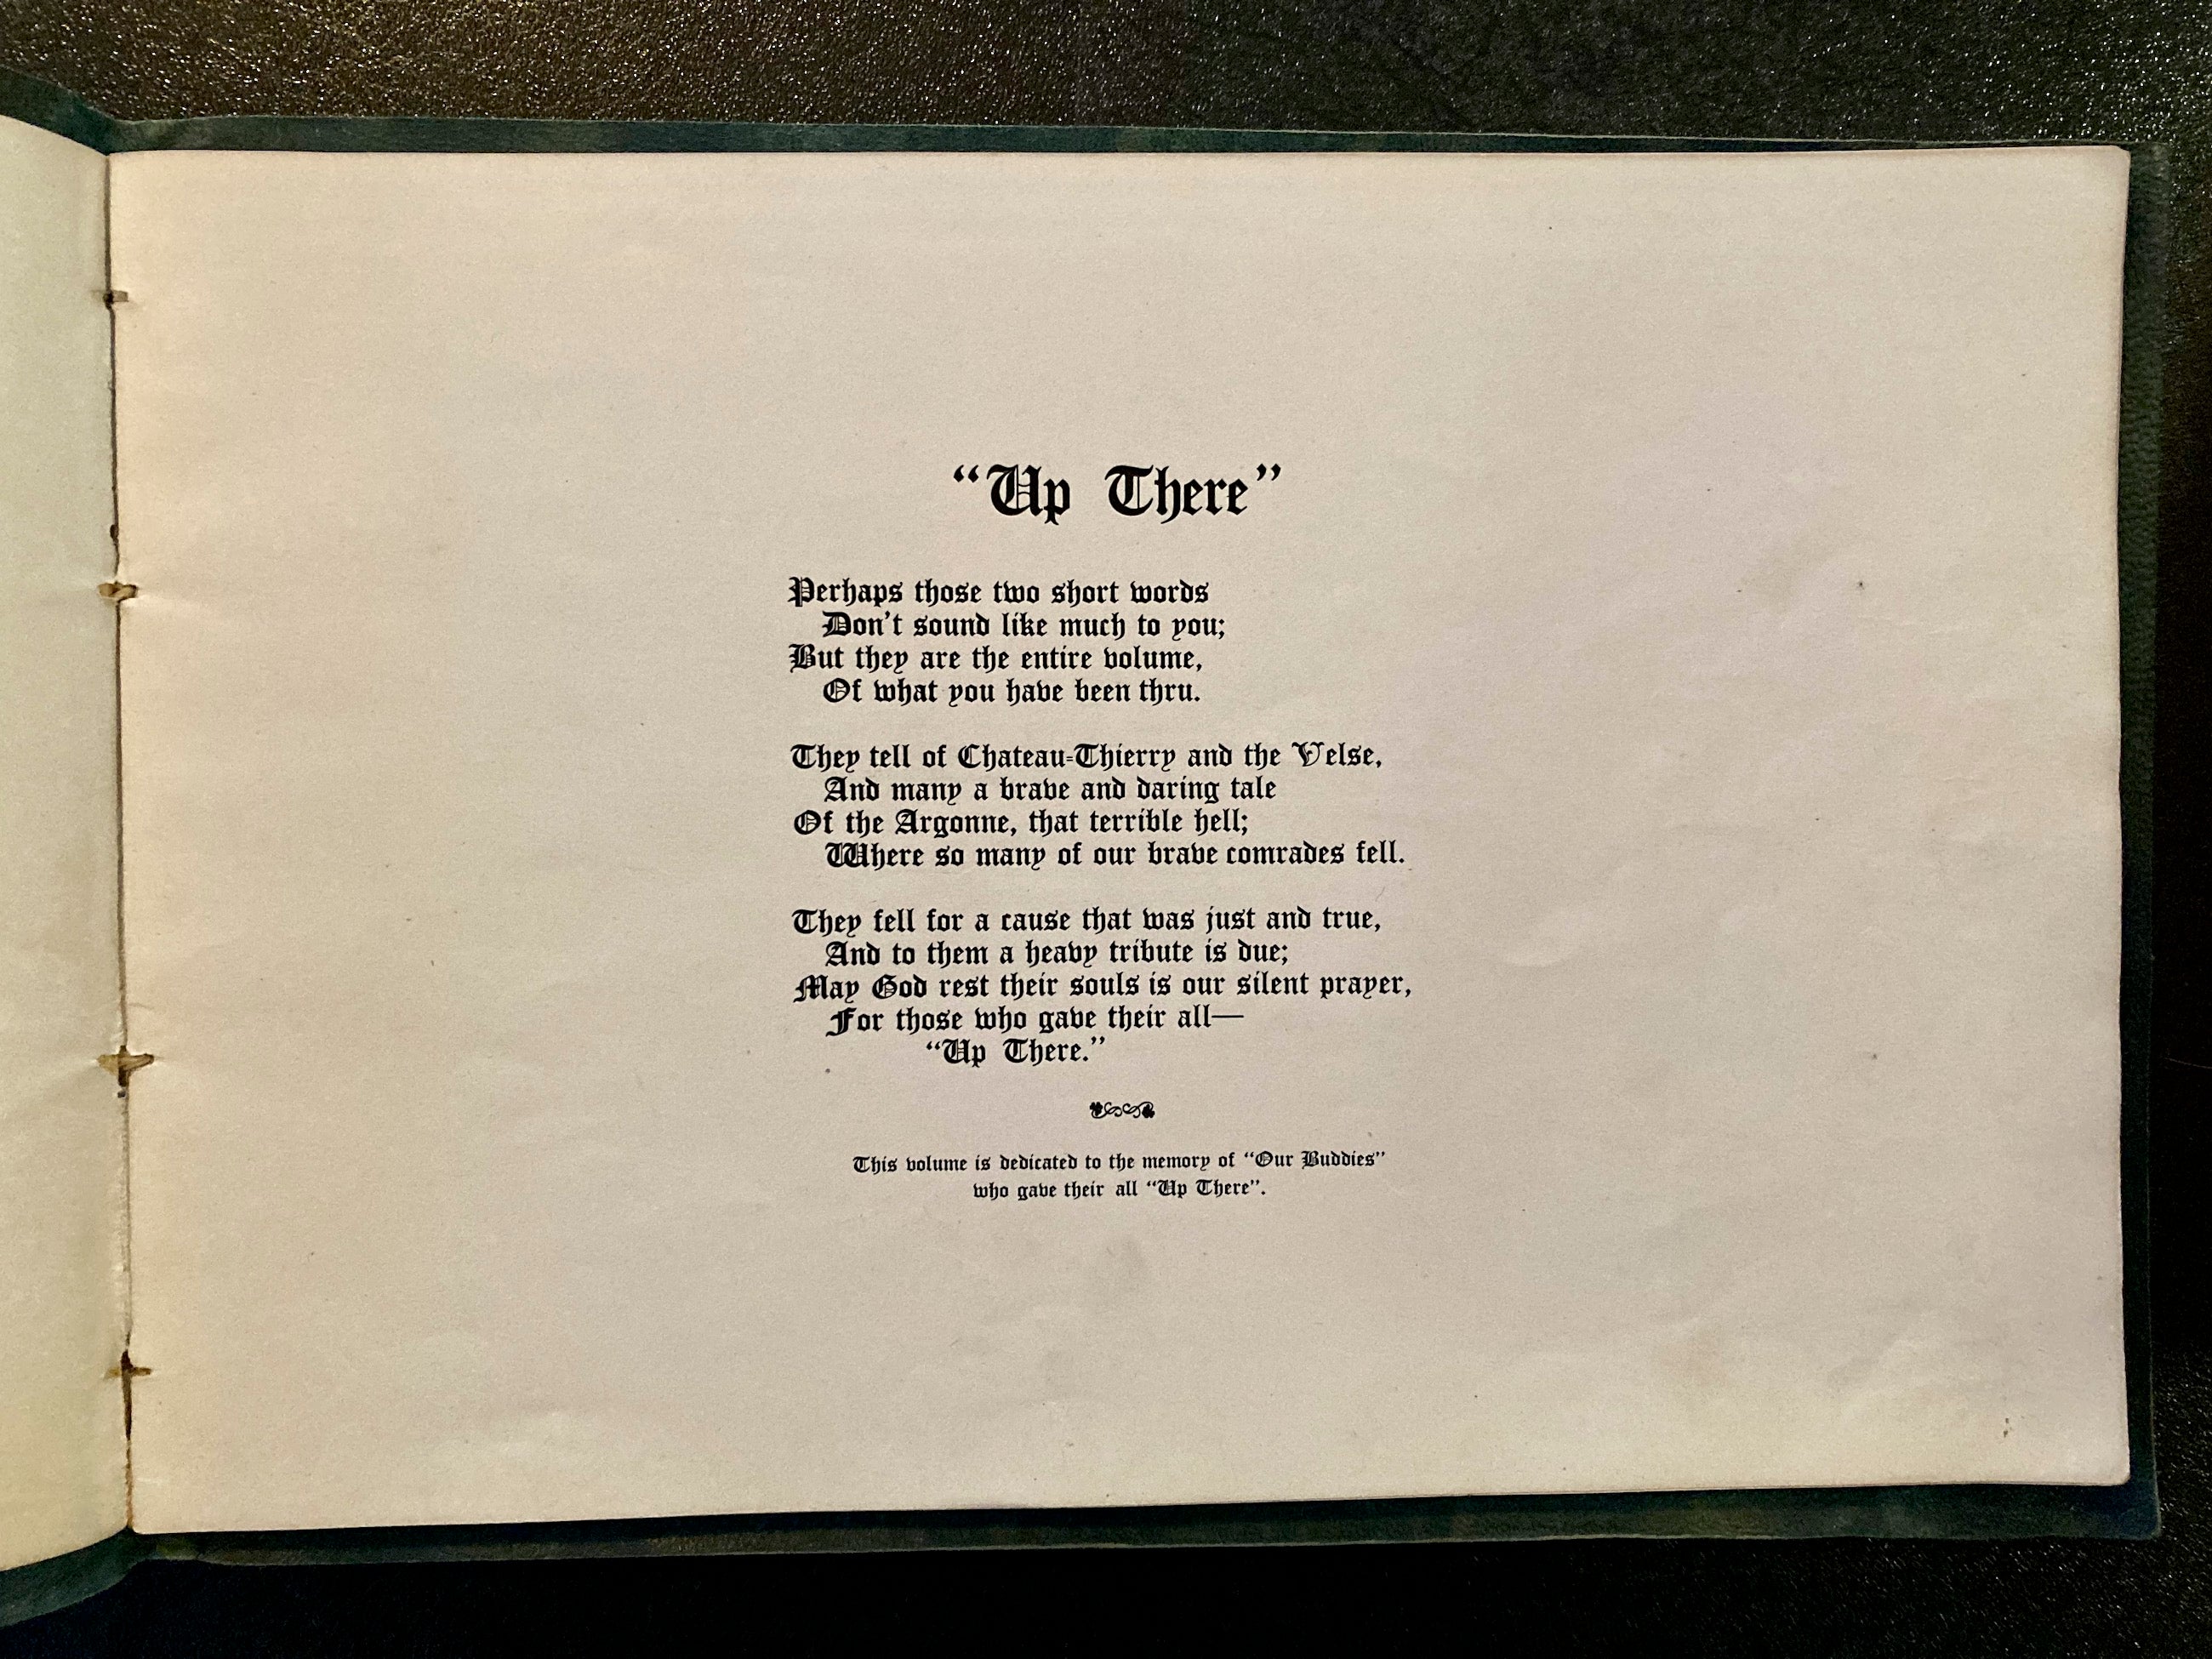 “Up There”
Perhaps those two short words
Don't sound like much to you;
But they are the entire volume,
Of what you have been thru.
They tell of Chateau-Thierry and the Velse,
And many a brave and daring tale
Of the Argonne, that terrible hell;
Where so many of our brave comrades fell.
They fell for a cause that was just and true,
And to them a heavy tribute is due;
May God rest their souls is our silent prayer,
For those who gave their all—
“Up There.”
This volume is dedicated to the memory of “Our Buddies”
who gave their all “Up There”.